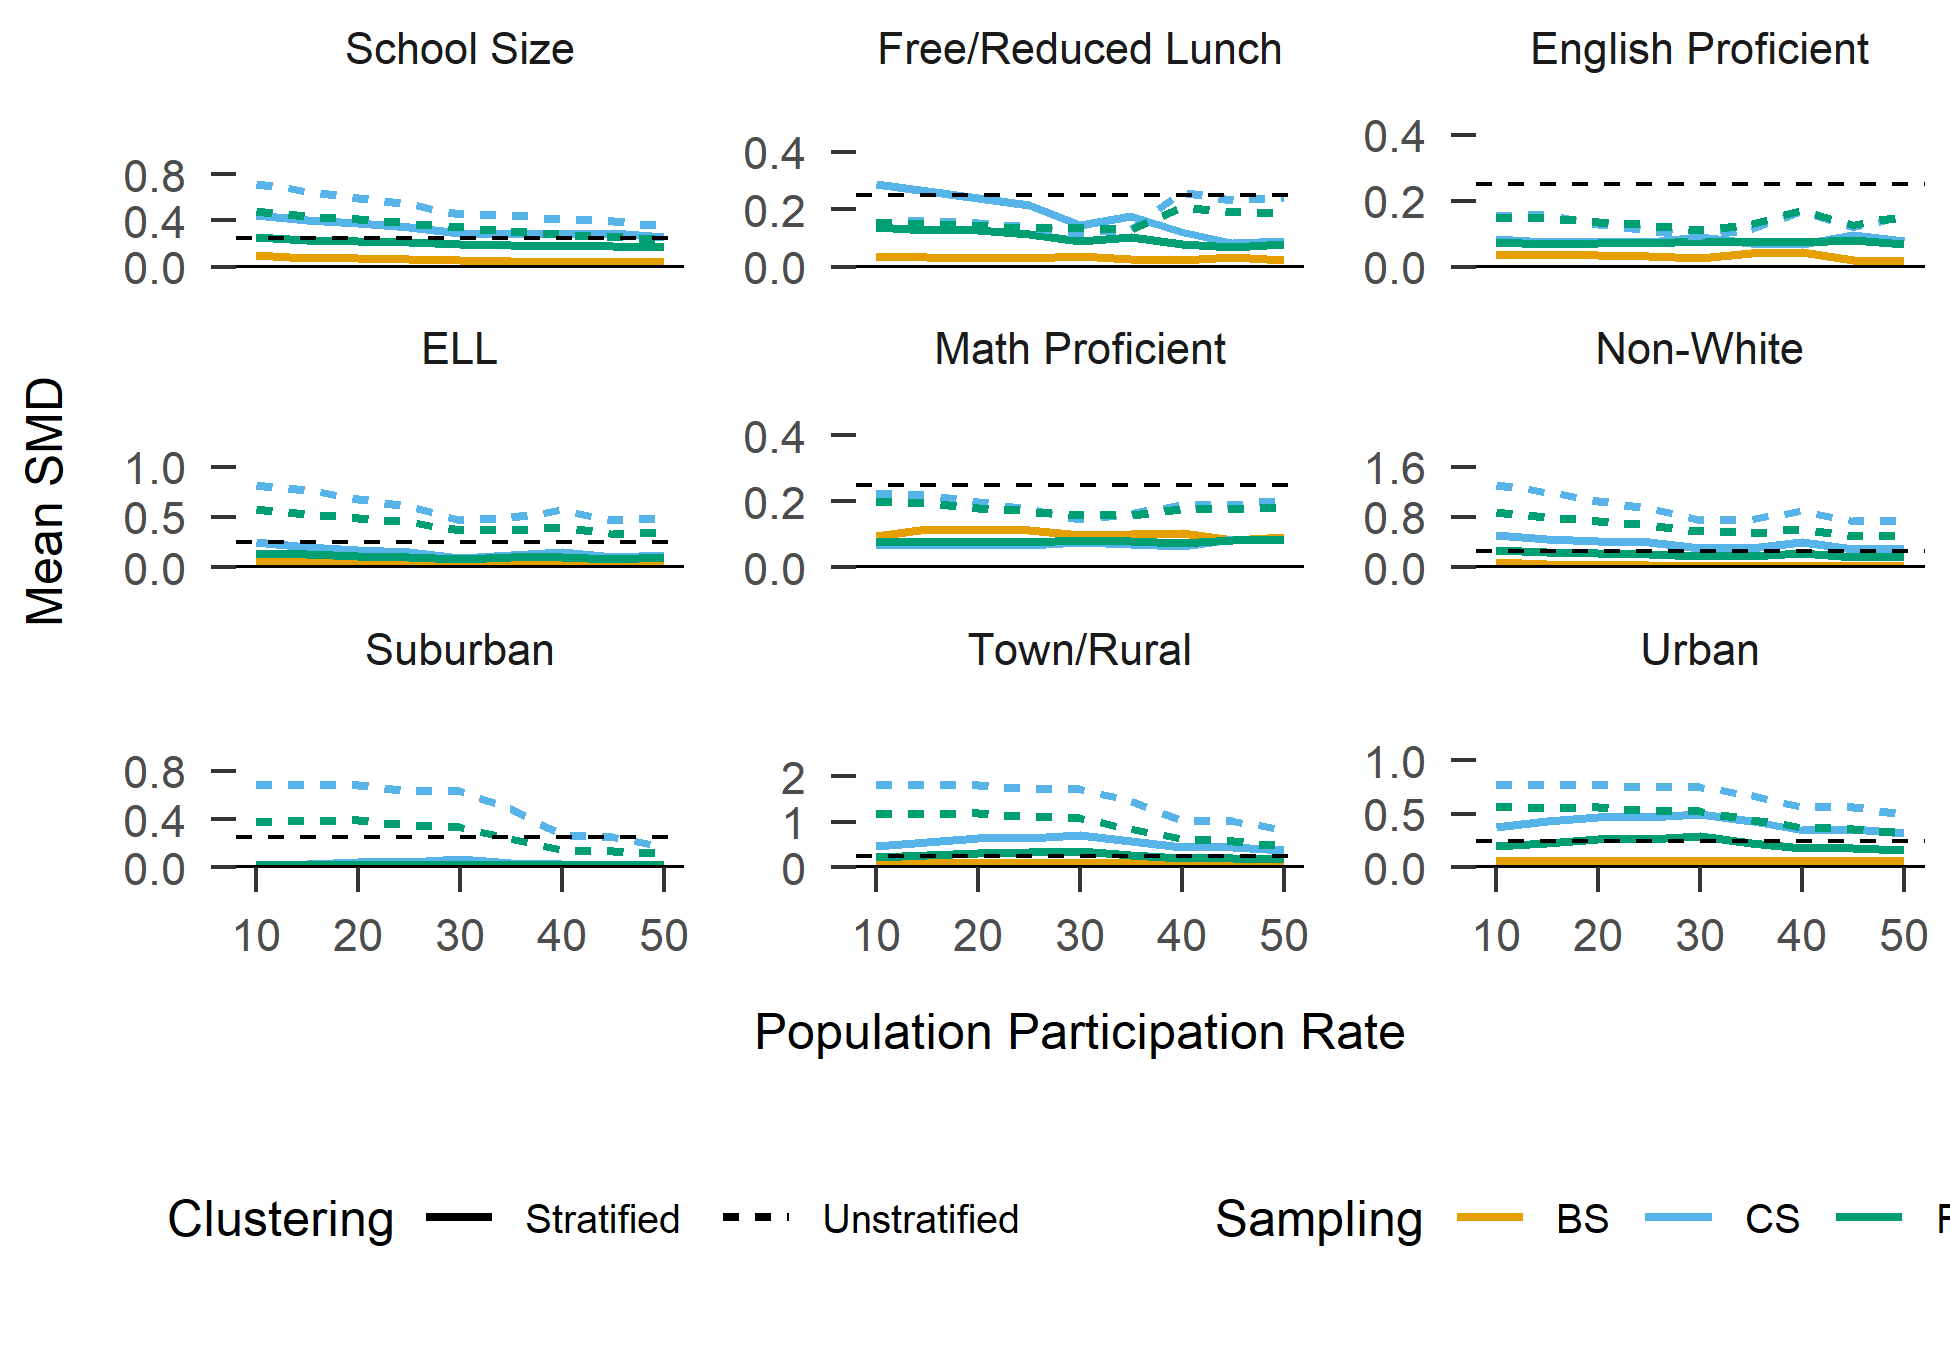 School Size Free/Reduced Lunch English Proficient
0.8 0.4 0.0
0.4 0.2 0.0
0.4 0.2 0.0
ELL Math Proficient Non-White
1.0 0.5 0.0
0.4 0.2 0.0
1.6 0.8 0.0
Mean SMD
Suburban Town/Rural Urban
0.8 0.4 0.0
2 1 0
1.0 0.5 0.0
10 20 30 40 50 10 20 30 40 50 10 20 30 40 50
Population Participation Rate
Clustering Stratified Unstratified Sampling BS CS